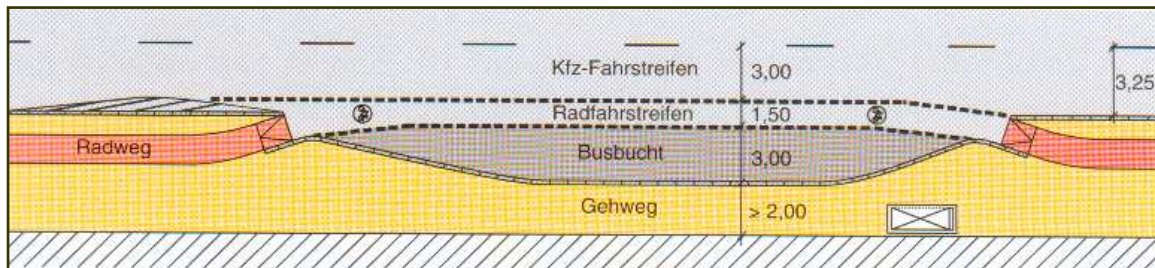 Kfz-Fahrstreifen 3,00
3,25
Radfahrstreifen 1,50
Radweg
Busbucht 3,00
Gehweg ≥ 2,00